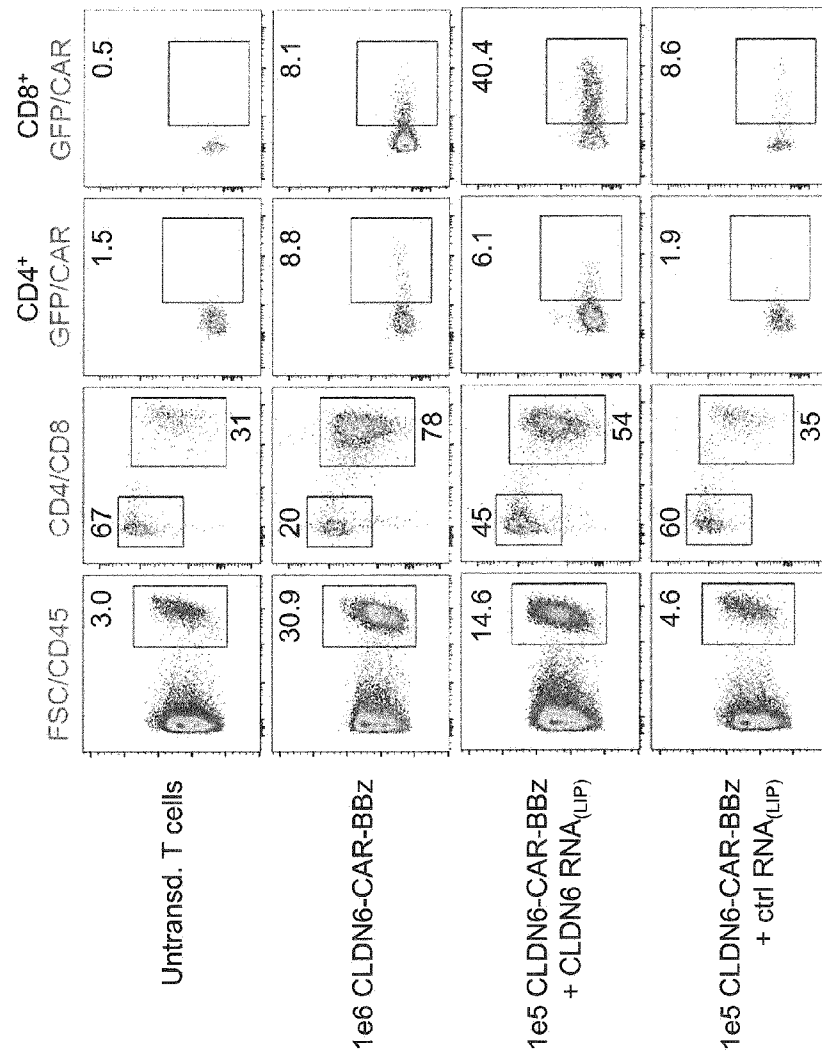 FSC/CD45
CD4/CD8
CD4⁺
GFP/CAR
CD8⁺
GFP/CAR
Untransd. T cells
3.0
67
31
1.5
0.5
1e6 CLDN6-CAR-BBz
30.9
20
78
8.8
8.1
1e5 CLDN6-CAR-BBz
+ CLDN6 RNA(LIP)
14.6
45
54
6.1
40.4
1e5 CLDN6-CAR-BBz
+ ctrl RNA(LIP)
4.6
60
35
1.9
8.6